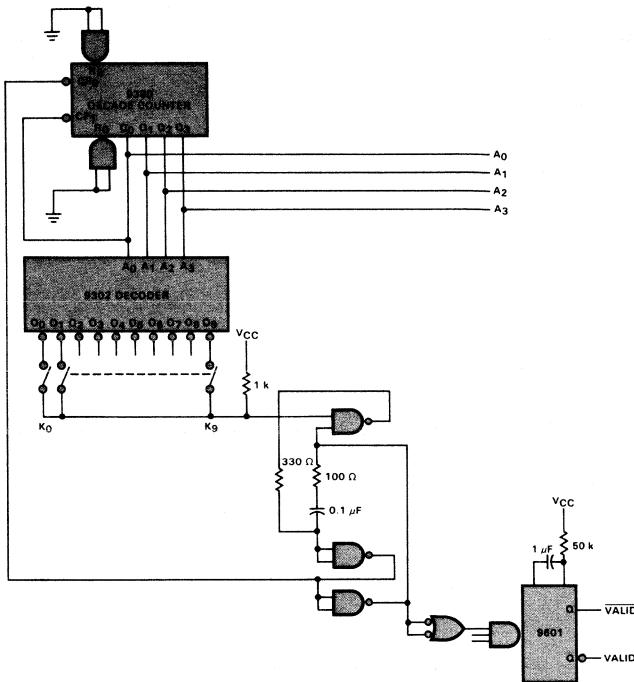 9390
DECADE COUNTER
CP1
R0
Q0 Q1 Q2 Q3
A0
A1
A2
A3
A0 A1 A2 A3
9302 DECODER
O0 O1 O2 O3 O4 O5 O6 O7 O8 O9
VCC
1 k
K0
K9
330 Ω
100 Ω
0.1 µF
VCC
1 µF
50 k
9601
Q
VALID
Q
VALID